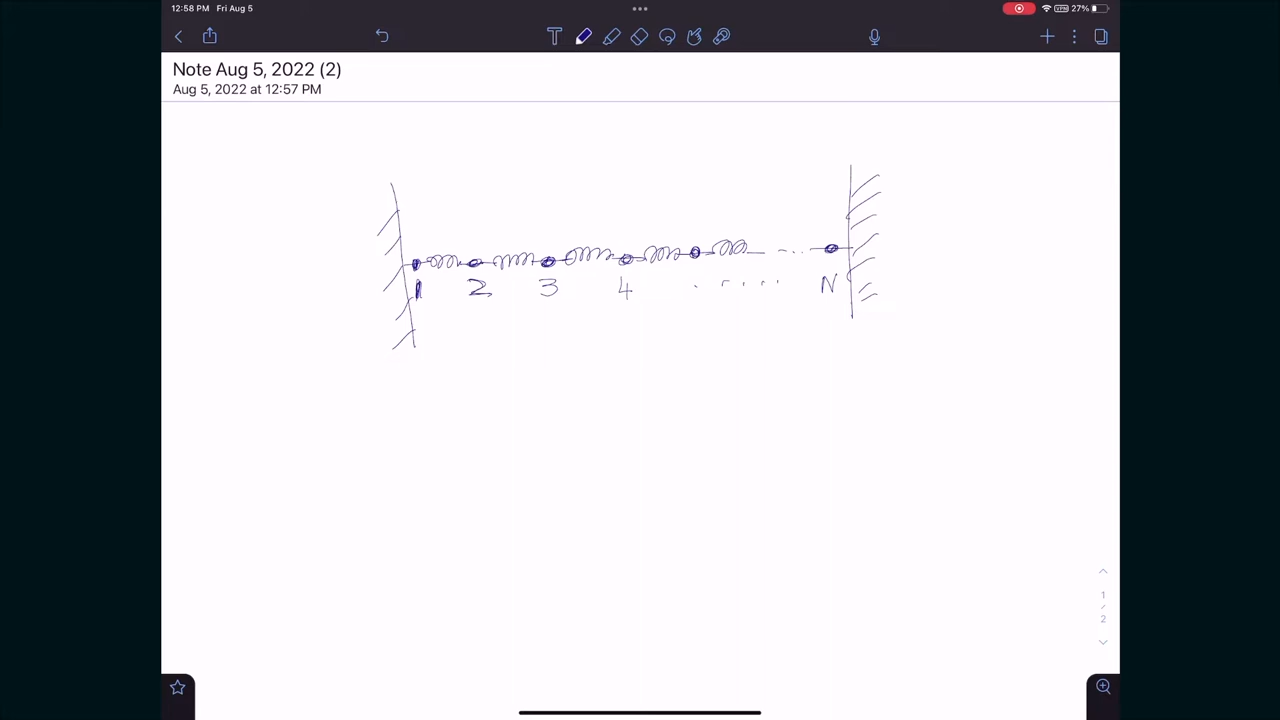 12:58 PM Fri Aug 5
VPN 27%
Note Aug 5, 2022 (2)
Aug 5, 2022 at 12:57 PM
1 2 3 4 ..... N
1
/
2